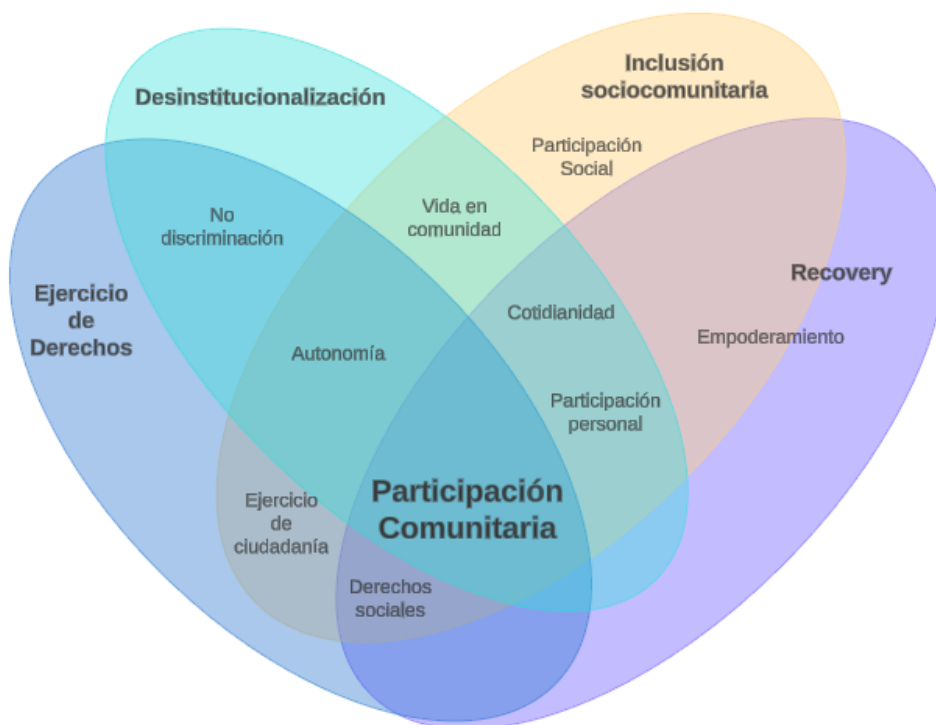 Inclusión
sociocomunitaria
Desinstitucionalización
Participación
Social
Vida en
comunidad
No
discriminación
Recovery
Ejercicio
de
Derechos
Cotidianidad
Empoderamiento
Autonomía
Participación
personal
Participación
Comunitaria
Ejercicio
de
ciudadanía
Derechos
sociales